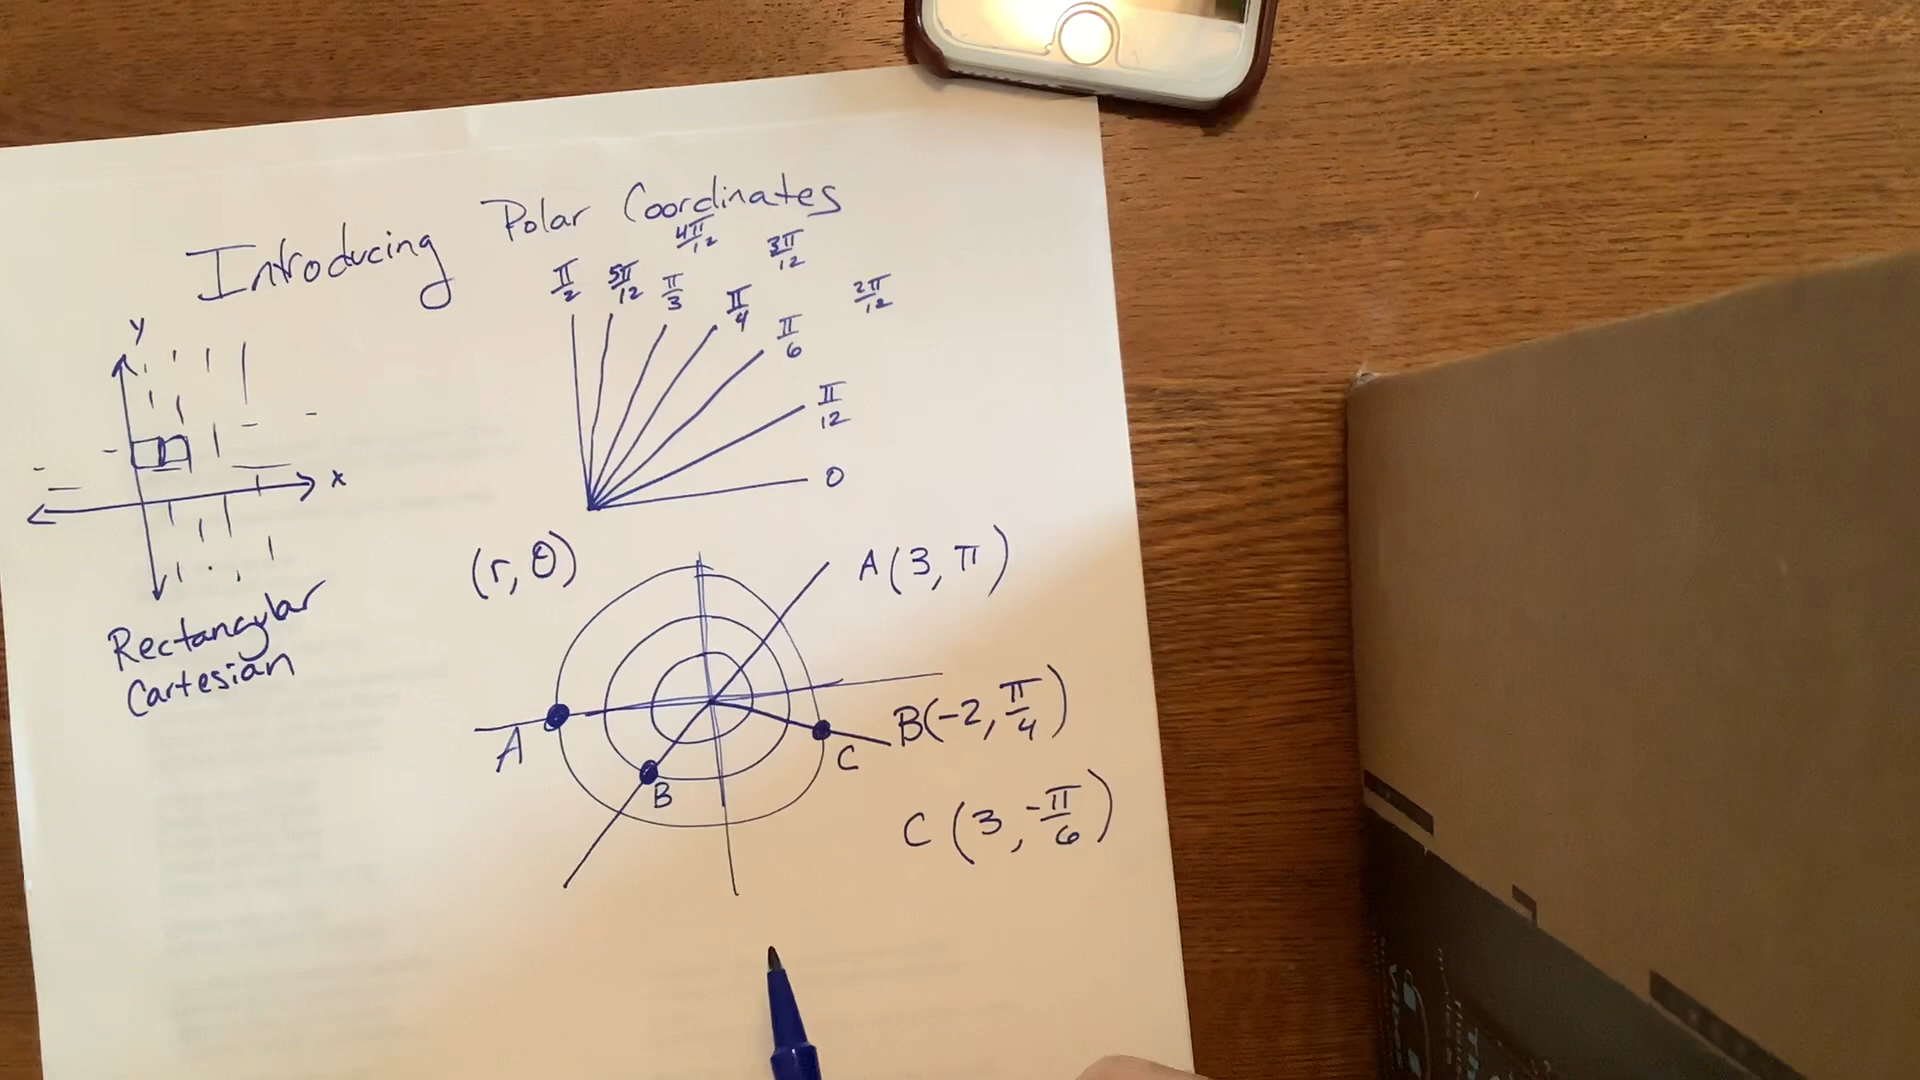 Introducing Polar Coordinates
4π/12
3π/12
π/2 5π/12 π/3 π/4 2π/12
π/6
π/12
0
y
x
Rectangular
Cartesian
(r, θ)
A(3, π)
A
B
C
B(-2, π/4)
C (3, -π/6)